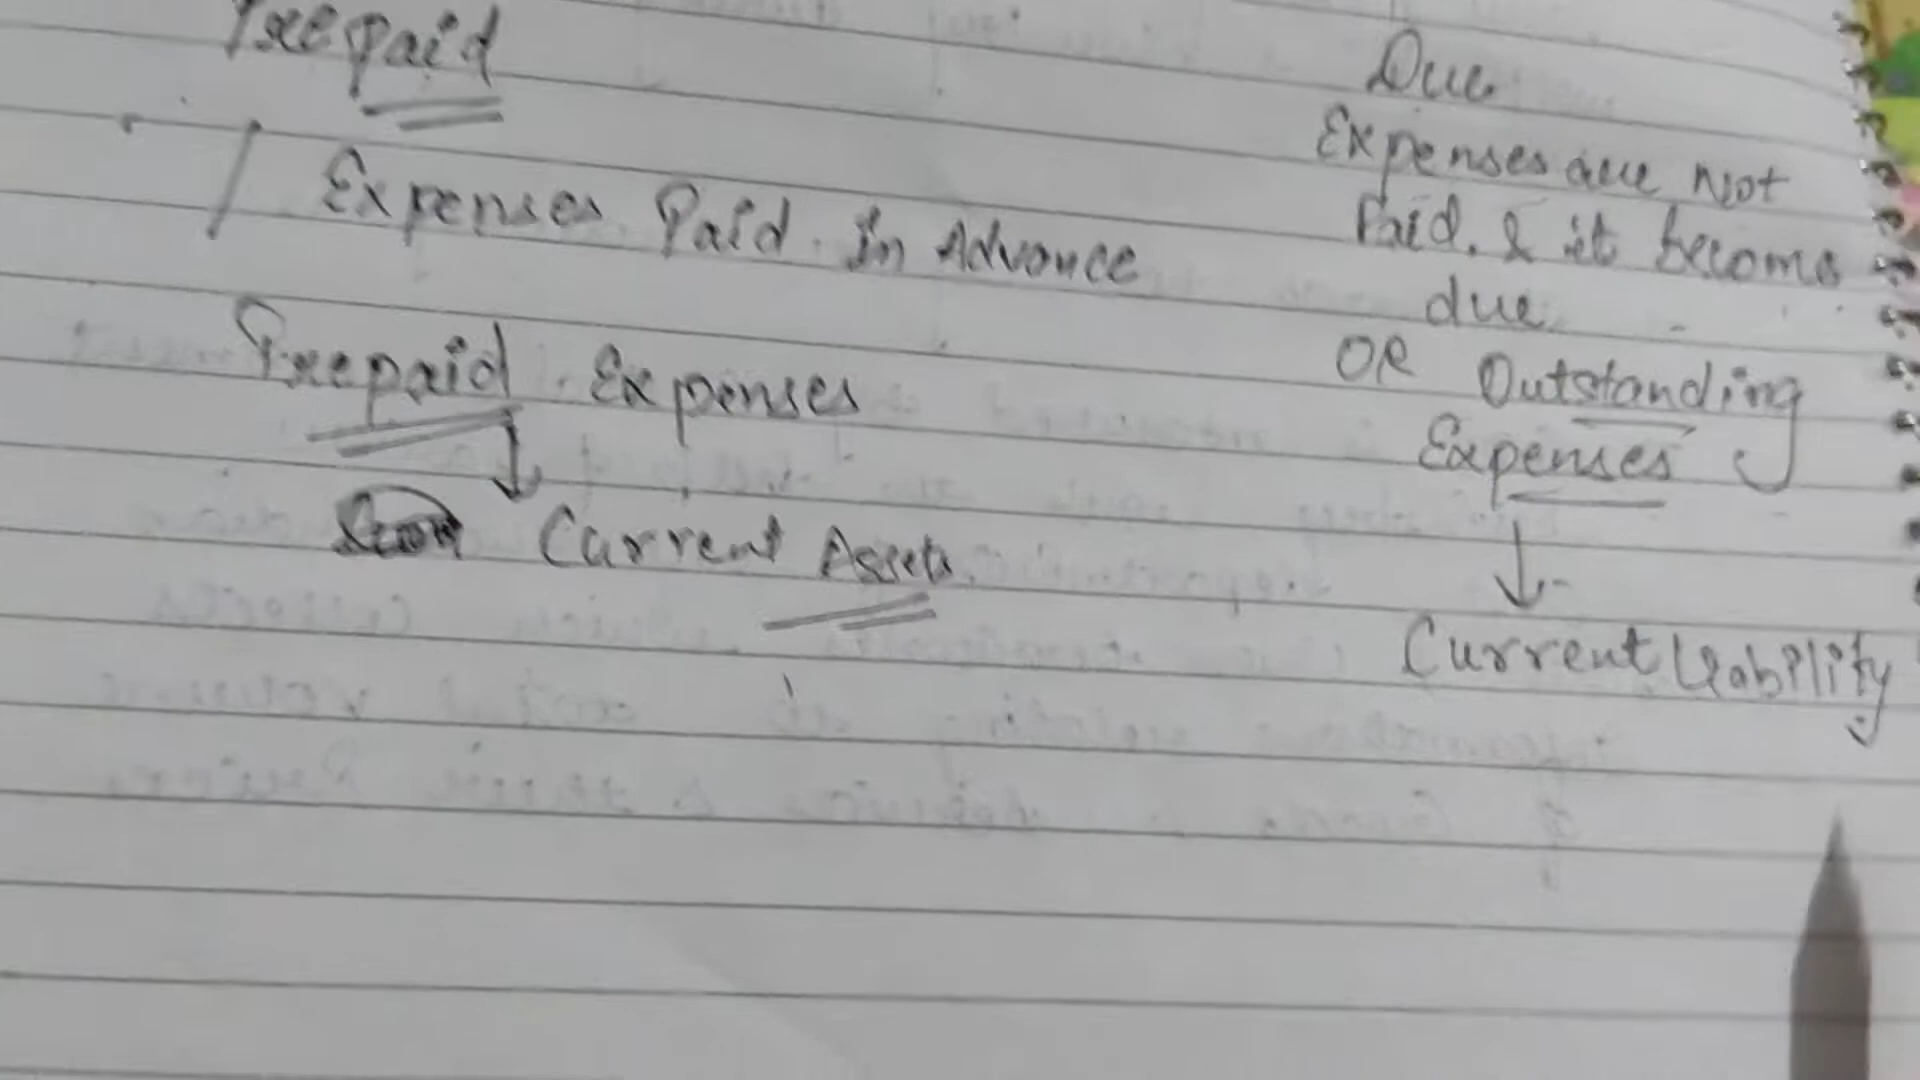 Prepaid
Expenses Paid in Advance
Prepaid Expenses
Current Assets
Due
Expenses are Not
Paid. & it become
due
OR Outstanding
Expenses
Current Liability